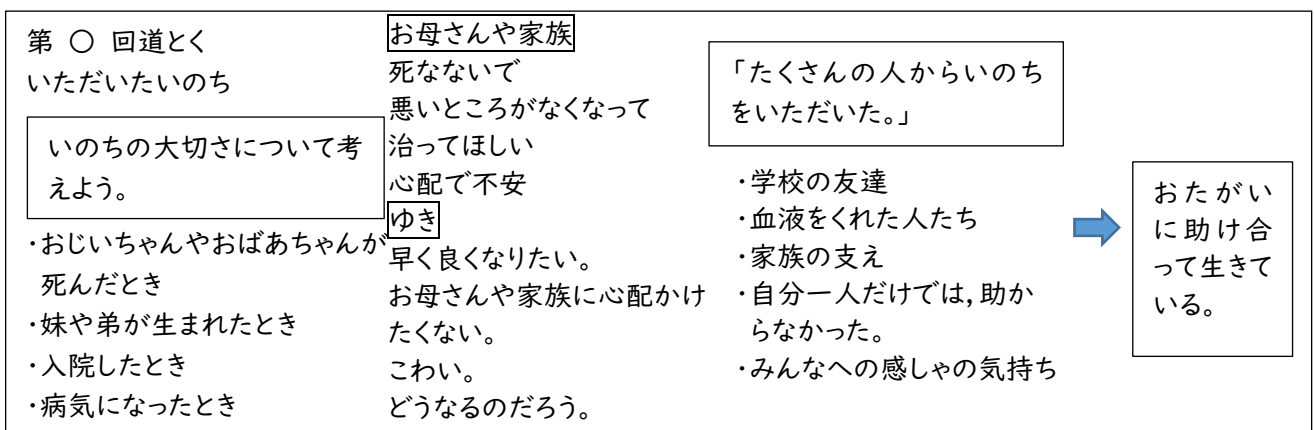 第 〇 回道とく
いただいたいのち
いのちの大切さについて考
えよう。
・おじいちゃんやおばあちゃんが
死んだとき
・妹や弟が生まれたとき
・入院したとき
・病気になったとき
お母さんや家族
死なないで
悪いところがなくなって
治ってほしい
心配で不安
ゆき
早く良くなりたい。
お母さんや家族に心配かけ
たくない。
こわい。
どうなるのだろう。
「たくさんの人からいのち
をいただいた。」
・学校の友達
・血液をくれた人たち
・家族の支え
・自分一人だけでは,助か
らなかった。
・みんなへの感しゃの気持ち
おたがい
に助け合
って生きて
いる。